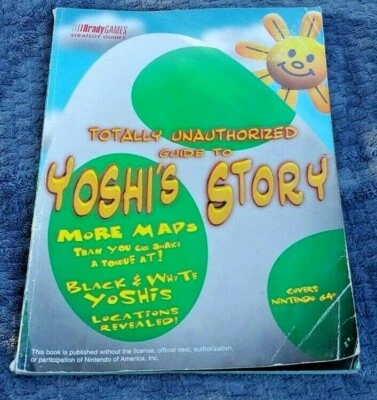 BradyGAMES
STRATEGY GUIDES
TOTALLY UNAUTHORIZED
GUIDE TO
YOSHI'S STORY
MORE MAPS
THAN YOU CAN SHAKE
A TONGUE AT!
BLACK & WHITE
YOSHIS
LOCATIONS
REVEALED!
COVERS
NINTENDO 64
This book is published without the license, official seal, authorization,
or participation of Nintendo of America, Inc.